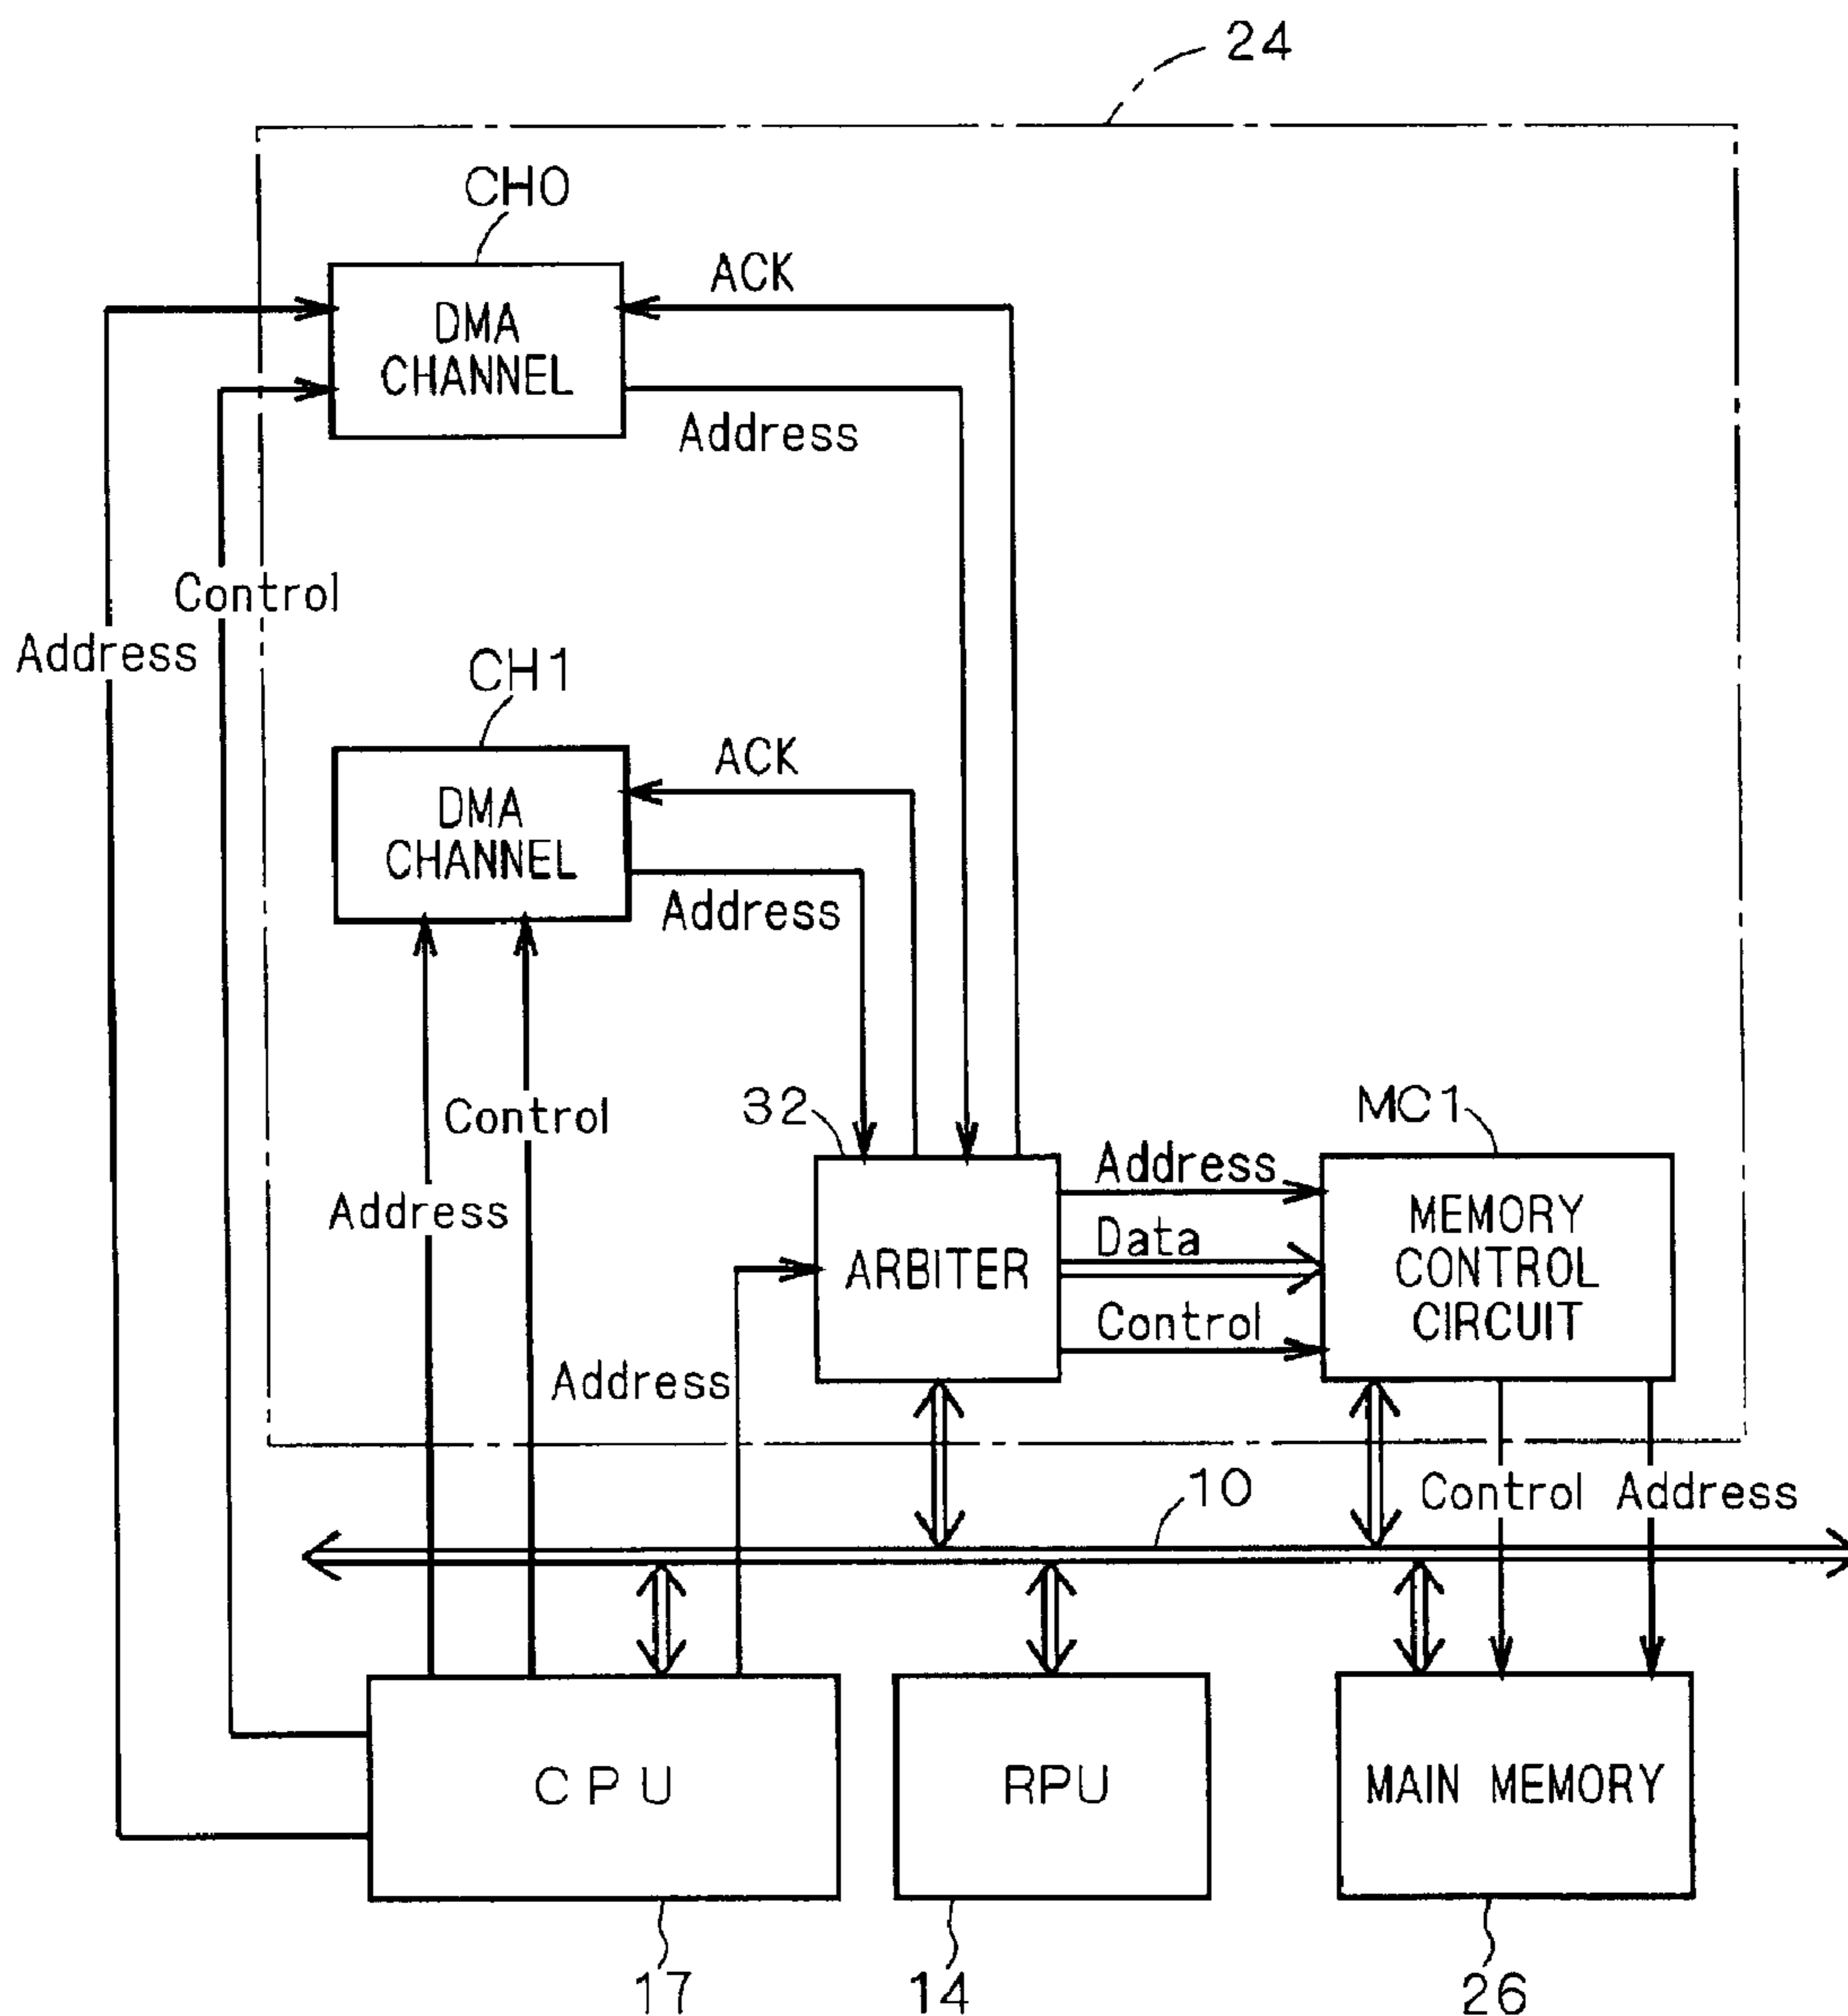 24
CH0
ACK
DMA
CHANNEL
Address
Control
Address
CH1
ACK
DMA
CHANNEL
Address
Control
32
MC1
Address
Address
Data
Control
ARBITER
MEMORY
CONTROL
CIRCUIT
Address
10
Control Address
CPU
RPU
MAIN MEMORY
17
14
26